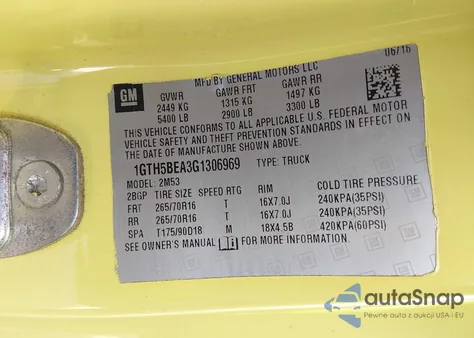 MFD BY GENERAL MOTORS LLC 06/16
GM GVWR GAWR FRT GAWR RR
2449 KG 1315 KG 1497 KG
5400 LB 2900 LB 3300 LB
THIS VEHICLE CONFORMS TO ALL APPLICABLE U.S. FEDERAL MOTOR
VEHICLE SAFETY AND THEFT PREVENTION STANDARDS IN EFFECT ON
THE DATE OF MANUFACTURE SHOWN ABOVE.
1GTH5BEA3G1306969 TYPE: TRUCK
MODEL: 2M53
2BGP TIRE SIZE SPEED RTG RIM COLD TIRE PRESSURE
FRT 265/70R16 T 16X7.0J 240KPA(35PSI)
RR 265/70R16 T 16X7.0J 240KPA(35PSI)
SPA T175/90D18 M 18X4.5B 420KPA(60PSI)
SEE OWNER'S MANUAL FOR MORE INFORMATION.
autoSnap
Pewne auta z aukcji USA i EU